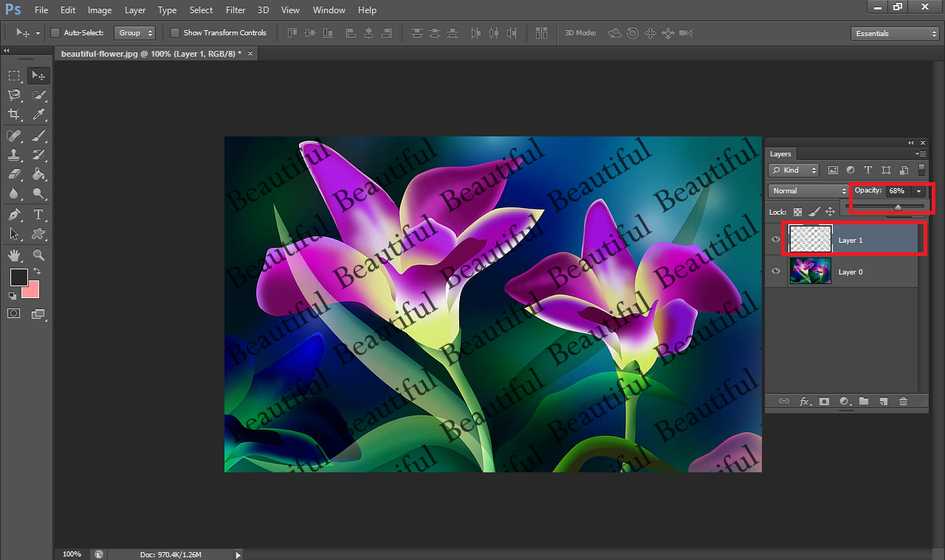 Ps File Edit Image Layer Type Select Filter 3D View Window Help
Auto-Select: Group Show Transform Controls 3D Mode: Essentials
beautiful-flower.jpg @ 100% (Layer 1, RGB/8) * ×
Layers
Kind
Normal Opacity: 68%
Lock:
Layer 1
Layer 0
fx
Beautiful Beautiful Beautiful
Beautiful Beautiful Beautiful Beautiful Beautiful
Beautiful Beautiful Beautiful Beautiful Beautiful
Beautiful Beautiful Beautiful Beautiful Beautiful
Beautiful Beautiful Beautiful
100% Doc: 970.4K/1.26M